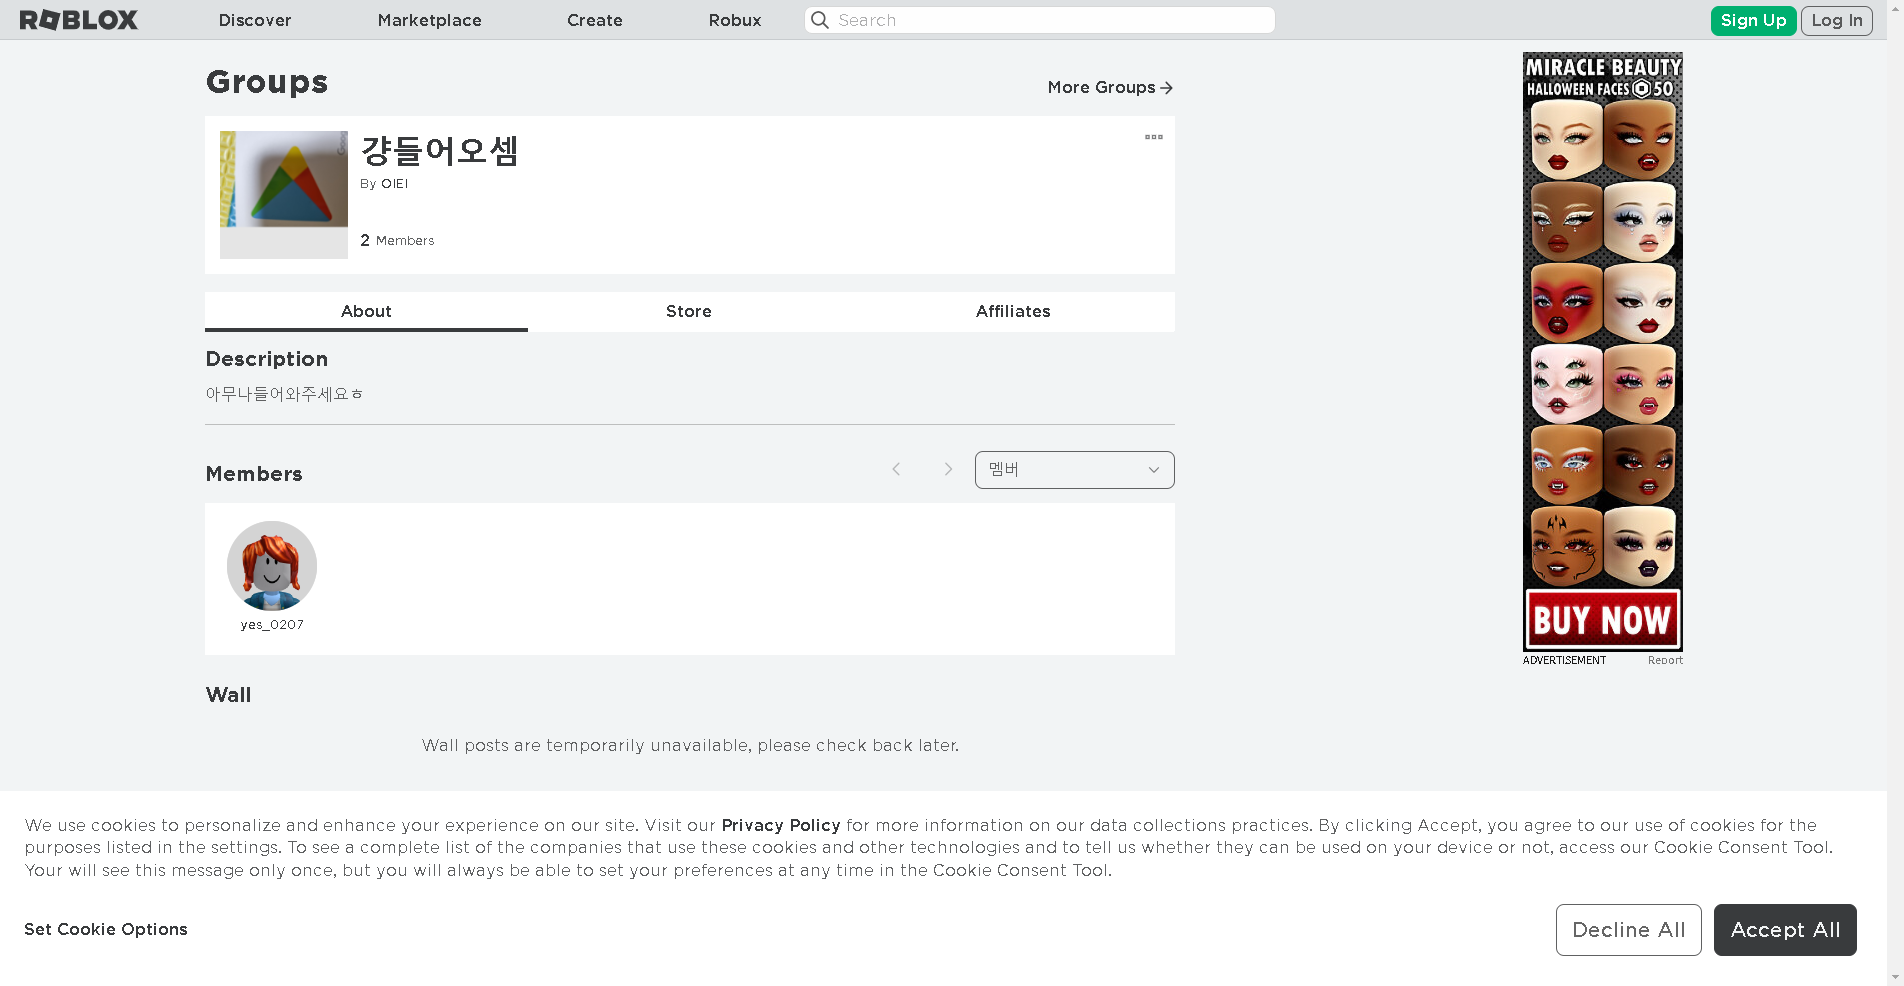 ROBLOX Discover Marketplace Create Robux Search Sign Up Log In
Groups
More Groups
걍들어오셈
By OIEI
2 Members
About Store Affiliates
Description
아무나들어와주세요ㅎ
Members
멤버
yes_0207
Wall
Wall posts are temporarily unavailable, please check back later.
MIRACLE BEAUTY
HALLOWEEN FACES 50
BUY NOW
ADVERTISEMENT Report
We use cookies to personalize and enhance your experience on our site. Visit our Privacy Policy for more information on our data collections practices. By clicking Accept, you agree to our use of cookies for the
purposes listed in the settings. To see a complete list of the companies that use these cookies and other technologies and to tell us whether they can be used on your device or not, access our Cookie Consent Tool.
Your will see this message only once, but you will always be able to set your preferences at any time in the Cookie Consent Tool.
Set Cookie Options
Decline All Accept All